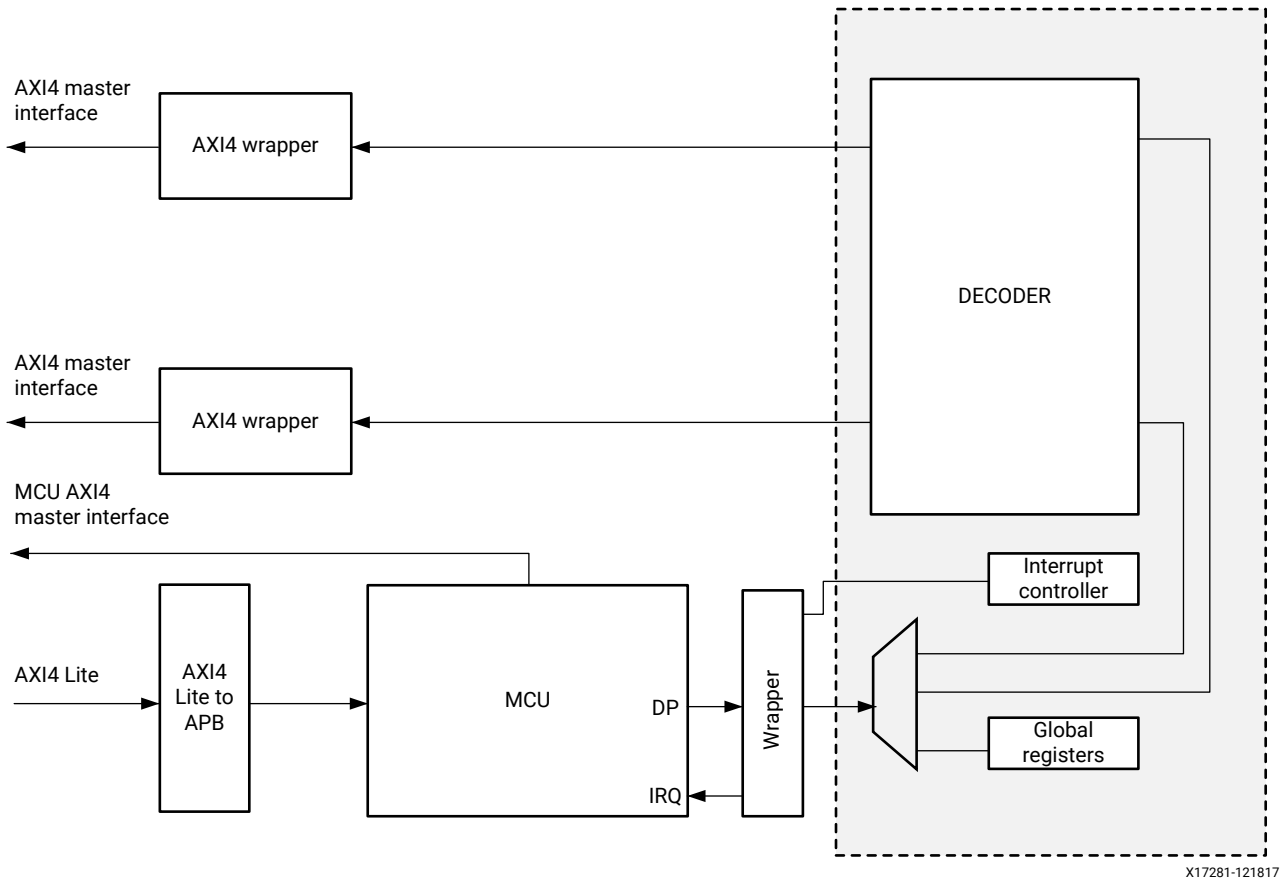 AXI4 master
interface
AXI4 wrapper
DECODER
AXI4 master
interface
AXI4 wrapper
MCU AXI4
master interface
Interrupt
controller
AXI4 Lite
AXI4
Lite to
APB
MCU
DP
IRQ
Wrapper
Global
registers
X17281-121817